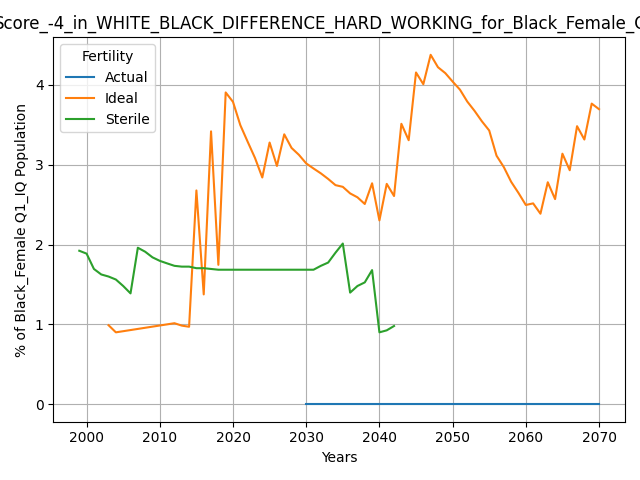 Score_-4_in_WHITE_BLACK_DIFFERENCE_HARD_WORKING_for_Black_Female_
Fertility
Actual
Ideal
Sterile
% of Black_Female Q1_IQ Population
4
3
2
1
0
2000 2010 2020 2030 2040 2050 2060 2070
Years